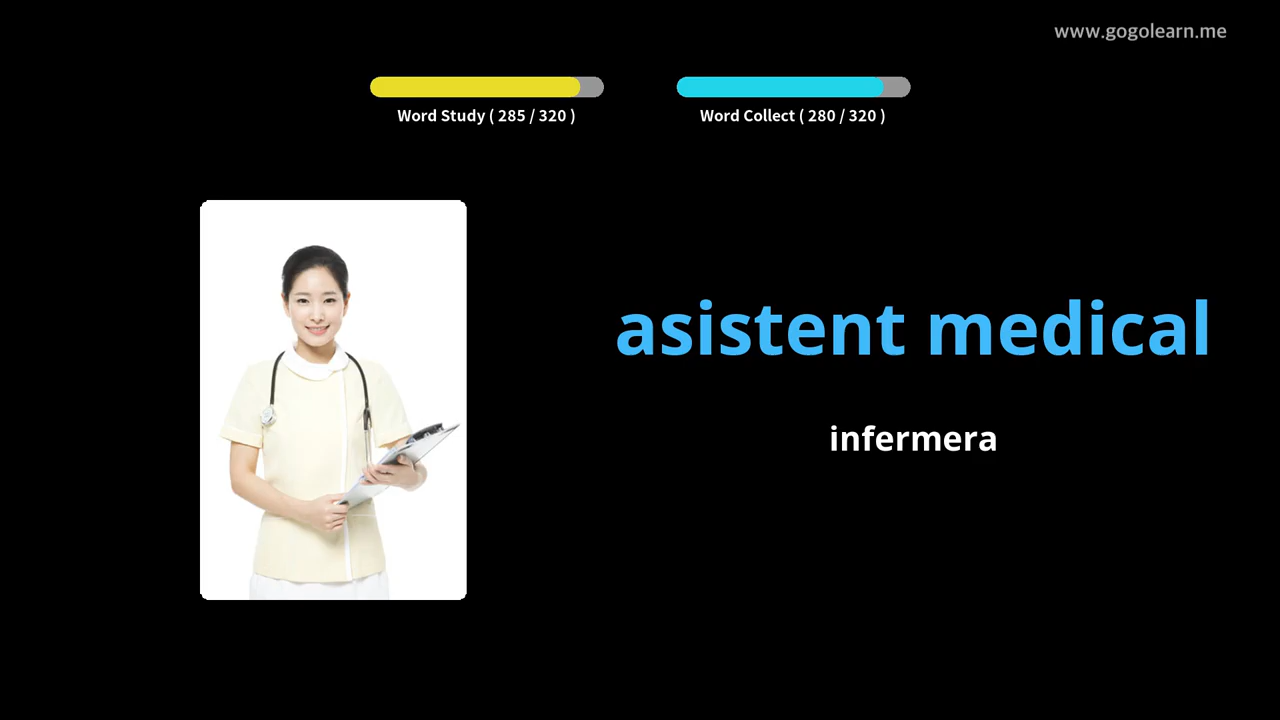 www.gogolearn.me
Word Study ( 285 / 320 )
Word Collect ( 280 / 320 )
asistent medical
infermera